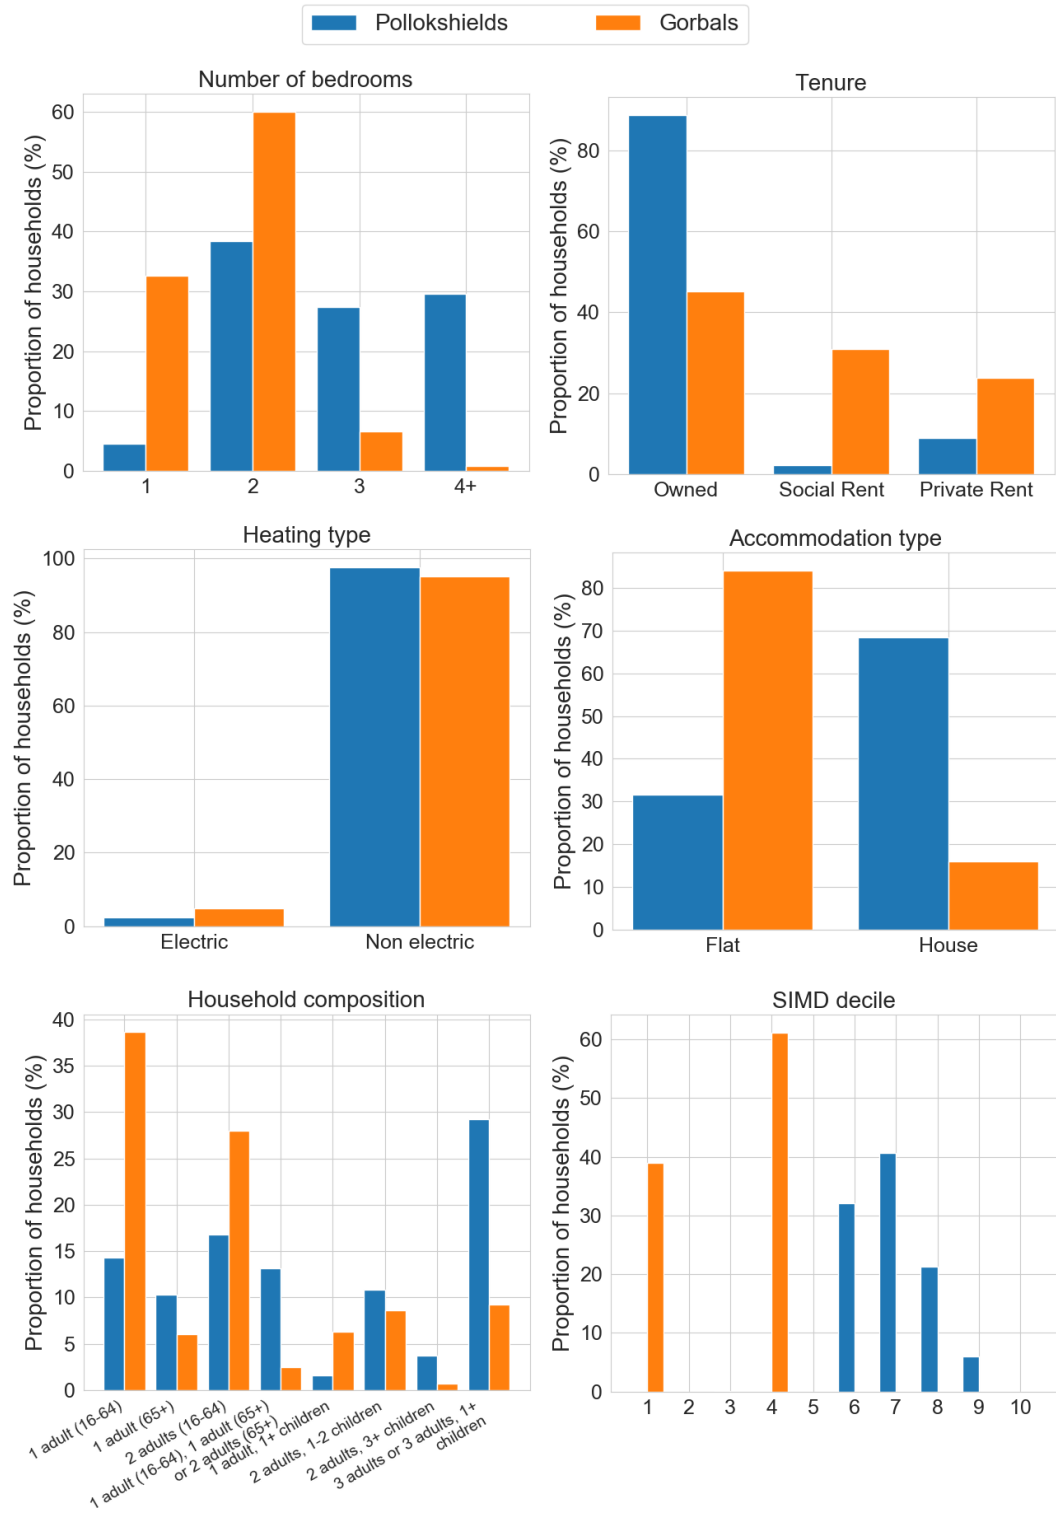 Pollokshields
Gorbals
Number of bedrooms
Proportion of households (%)
60
50
40
30
20
10
0
1
2
3
4+
Tenure
Proportion of households (%)
80
60
40
20
0
Owned
Social Rent
Private Rent
Heating type
Proportion of households (%)
100
80
60
40
20
0
Electric
Non electric
Accommodation type
Proportion of households (%)
80
70
60
50
40
30
20
10
0
Flat
House
Household composition
Proportion of households (%)
40
35
30
25
20
15
10
5
0
1 adult (16-64)
1 adult (65+)
2 adults (16-64)
1 adult (16-64), 1 adult (65+)
or 2 adults (65+)
1 adult, 1+ children
2 adults, 1-2 children
2 adults, 3+ children
3 adults or 3 adults, 1+
children
SIMD decile
Proportion of households (%)
60
50
40
30
20
10
0
1
2
3
4
5
6
7
8
9
10